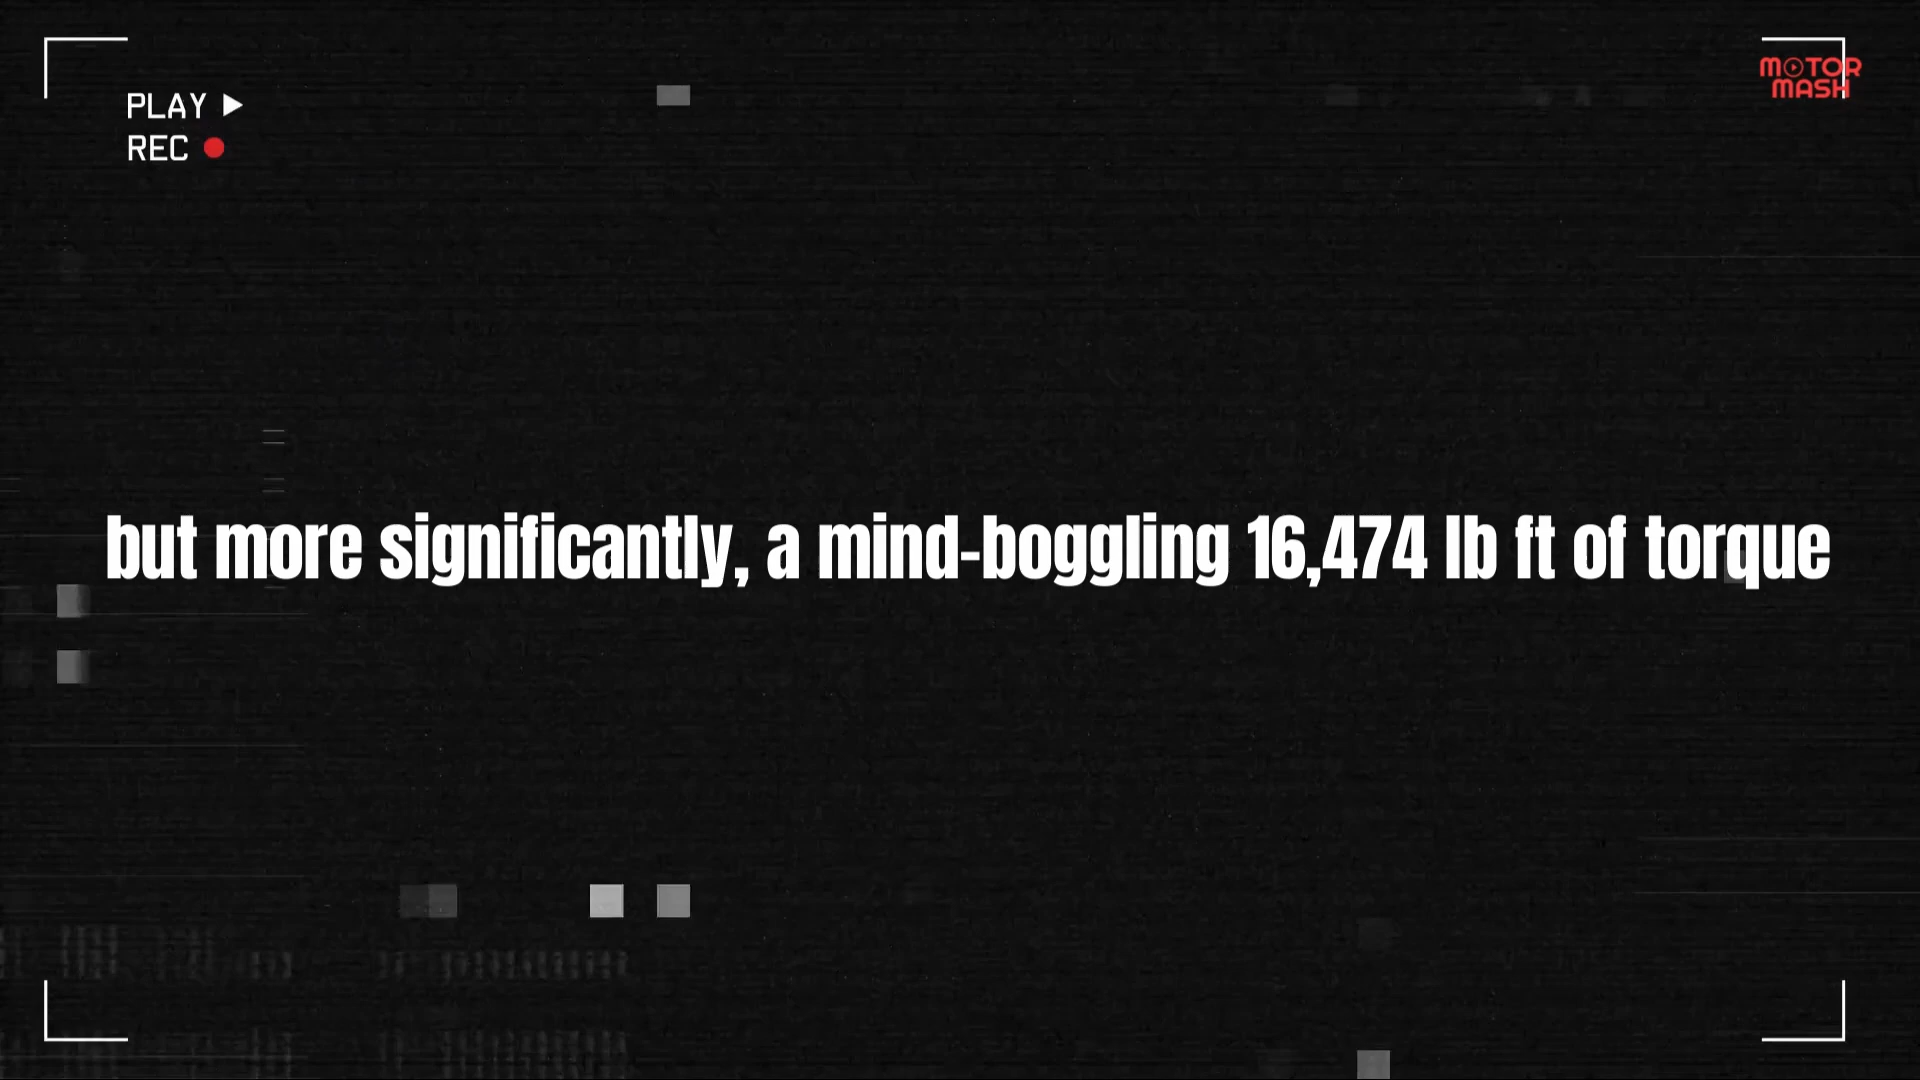 PLAY
REC
MOTOR
MASH
but more significantly, a mind-boggling 16,474 lb ft of torque